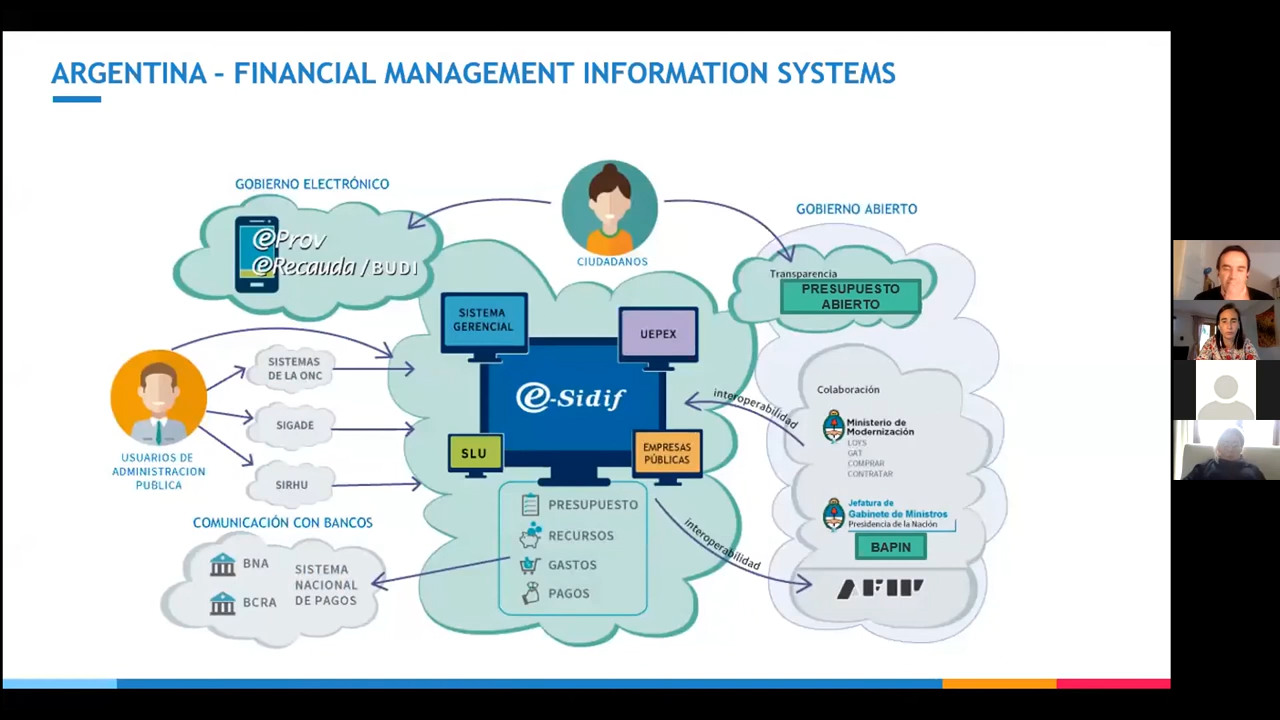 ARGENTINA – FINANCIAL MANAGEMENT INFORMATION SYSTEMS
GOBIERNO ELECTRÓNICO
@Prov
@Recauda / BUDI
CIUDADANOS
GOBIERNO ABIERTO
Transparencia
PRESUPUESTO
ABIERTO
SISTEMA
GERENCIAL
UEPEX
e-Sidif
SLU
EMPRESAS
PÚBLICAS
SISTEMAS
DE LA ONC
SIGADE
SIRHU
USUARIOS DE
ADMINISTRACION
PUBLICA
interoperabilidad
Colaboración
Ministerio de
Modernización
LOYS
GAT
COMPRAR
CONTRATAR
Jefatura de
Gabinete de Ministros
Presidencia de la Nación
BAPIN
AFIP
interoperabilidad
PRESUPUESTO
RECURSOS
GASTOS
PAGOS
COMUNICACIÓN CON BANCOS
BNA
BCRA
SISTEMA
NACIONAL
DE PAGOS